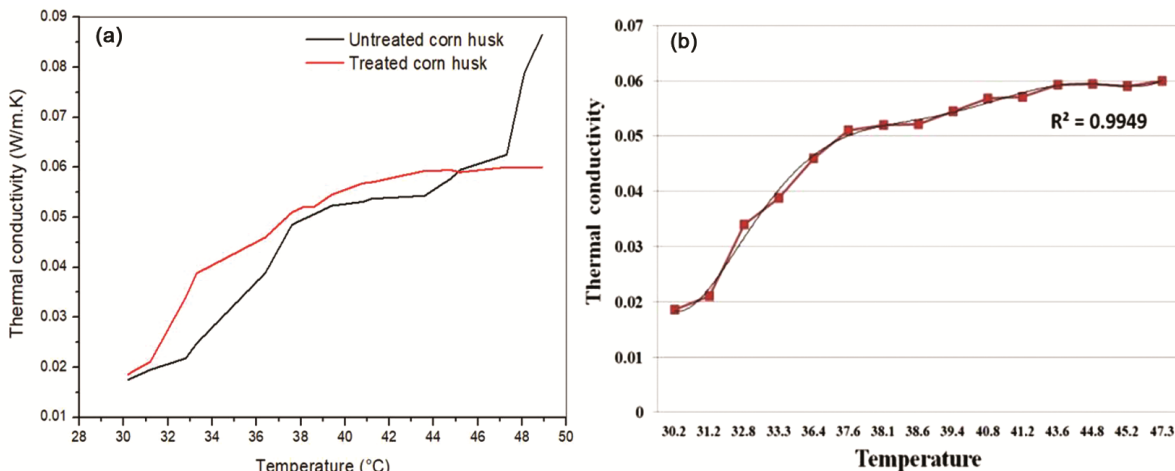 (a)
Untreated corn husk
Treated corn husk
Thermal conductivity (W/m.K)
0.09
0.08
0.07
0.06
0.05
0.04
0.03
0.02
0.01
28 30 32 34 36 38 40 42 44 46 48 50
Temperature (°C)
(b)
Thermal conductivity
0.07
0.06
0.05
0.04
0.03
0.02
0.01
0
R² = 0.9949
30.2 31.2 32.8 33.3 36.4 37.6 38.1 38.6 39.4 40.8 41.2 43.6 44.8 45.2 47.3
Temperature